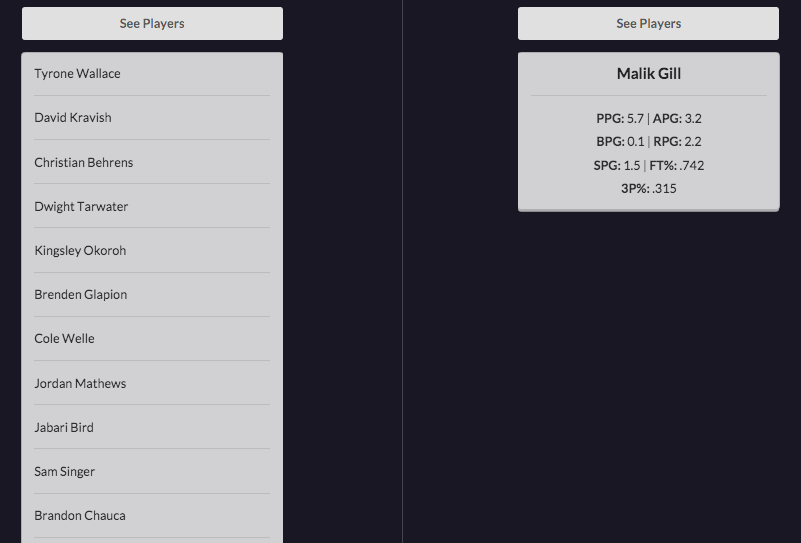 See Players
Tyrone Wallace
David Kravish
Christian Behrens
Dwight Tarwater
Kingsley Okoroh
Brenden Glapion
Cole Welle
Jordan Mathews
Jabari Bird
Sam Singer
Brandon Chauca
See Players
Malik Gill
PPG: 5.7 | APG: 3.2
BPG: 0.1 | RPG: 2.2
SPG: 1.5 | FT%: .742
3P%: .315